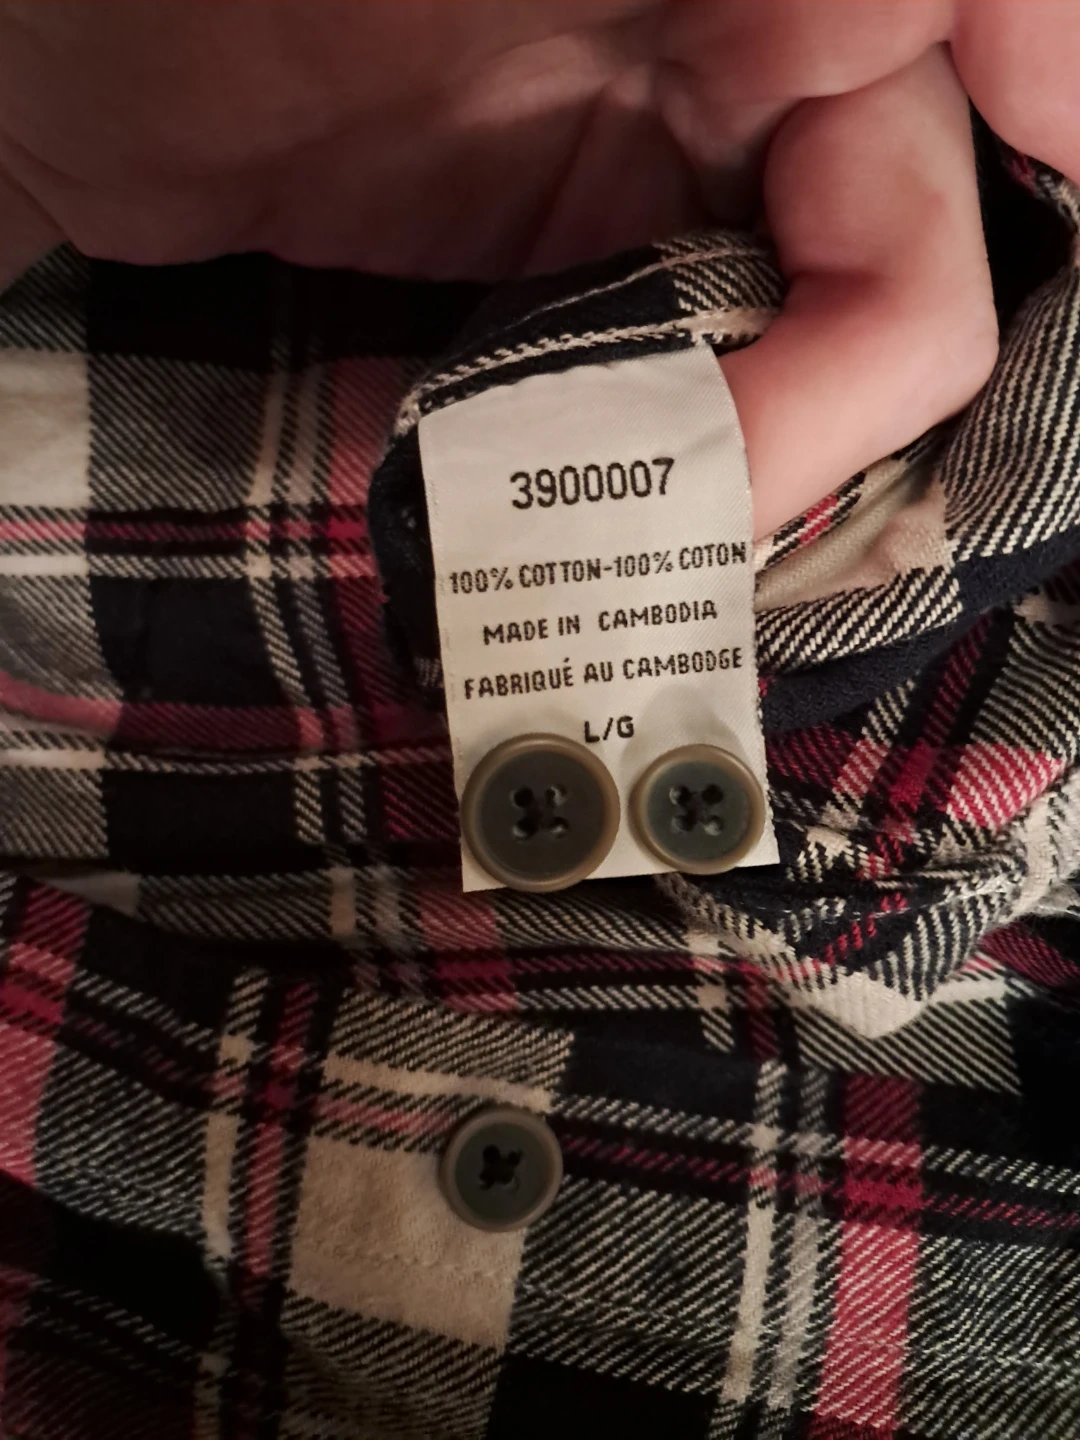 3900007
100% COTTON-100% COTON
MADE IN CAMBODIA
FABRIQUÉ AU CAMBODGE
L/G